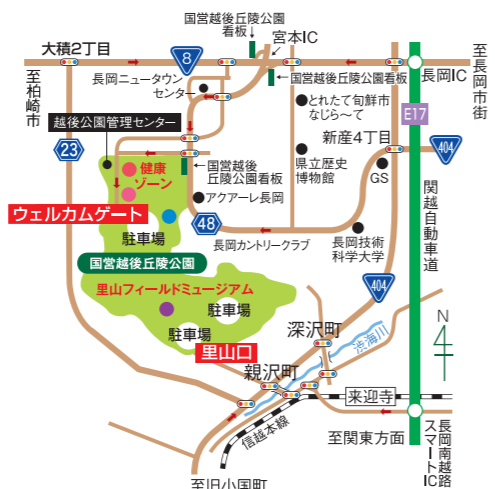 国営越後丘陵
公園看板
宮本IC
大積2丁目
8
至柏崎市
長岡ニュータウン
センター
国営越後丘陵公園看板
長岡IC
至長岡市街
とれたて旬鮮市
なじら〜て
E17
新産4丁目
404
越後公園管理センター
23
健康
ゾーン
国営越後
丘陵公園看板
県立歴史
博物館
GS
ウェルカムゲート
アクアーレ長岡
48
駐車場
長岡カントリークラブ
長岡技術
科学大学
関越自動車道
国営越後丘陵公園
里山フィールドミュージアム
404
N
駐車場
駐車場
深沢町
渋海川
里山口
親沢町
来迎寺
信越本線
至関東方面
長岡南越路
スマートIC
至旧小国町